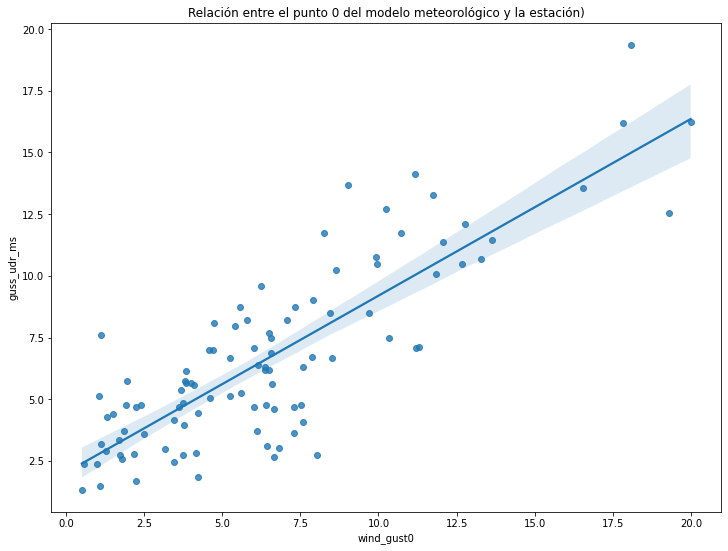 Relación entre el punto 0 del modelo meteorológico y la estación)
20.0
17.5
15.0
12.5
10.0
7.5
5.0
2.5
guss_udr_ms
0.0 2.5 5.0 7.5 10.0 12.5 15.0 17.5 20.0
wind_gust0